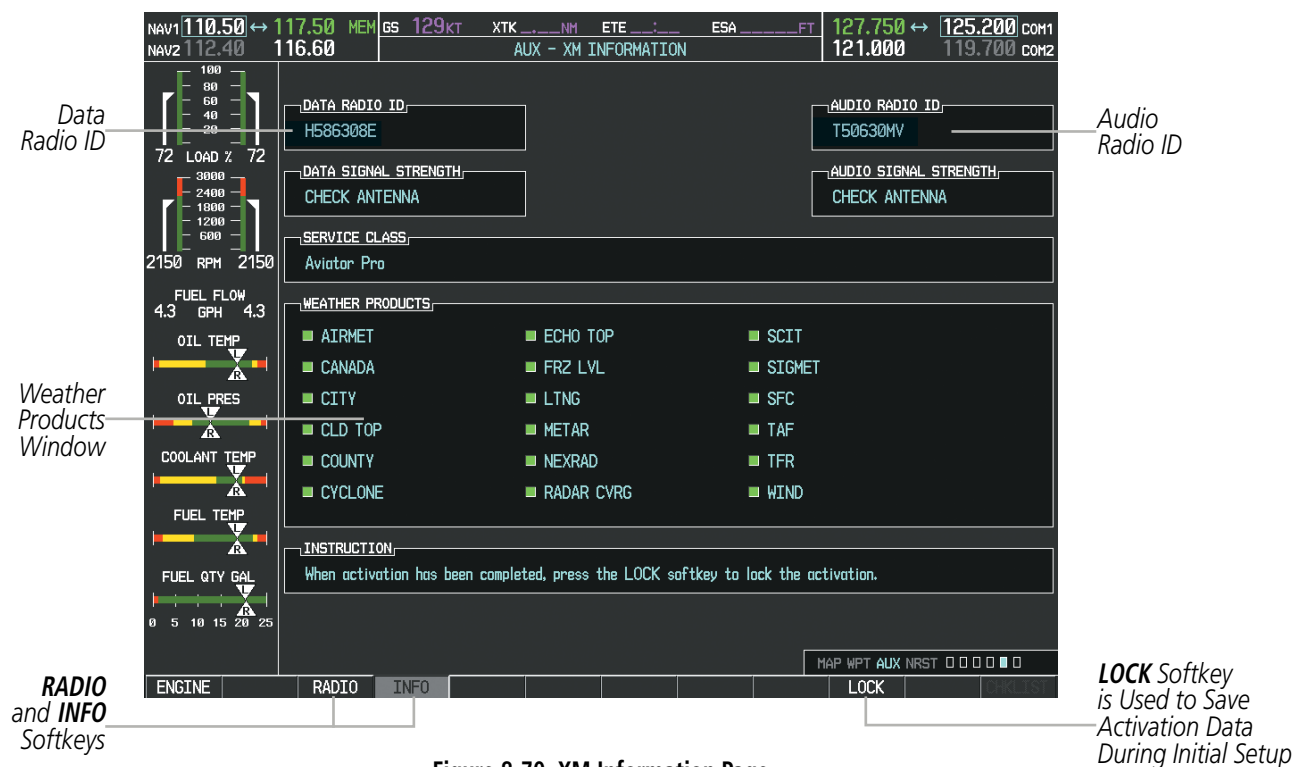 NAV1 110.50 ↔ 117.50 MEM GS 129KT XTK __.__NM ETE __:__ ESA ______FT 127.750 ↔ 125.200 COM1
NAV2 112.40 116.60 AUX - XM INFORMATION 121.000 119.700 COM2
100
80
60
40
20
72 LOAD % 72
3000
2400
1800
1200
600
2150 RPM 2150
FUEL FLOW
4.3 GPH 4.3
OIL TEMP
L
R
OIL PRES
L
R
COOLANT TEMP
L
R
FUEL TEMP
L
R
FUEL QTY GAL
L
R
0 5 10 15 20 25
Data
Radio ID
DATA RADIO ID
H586308E
AUDIO RADIO ID
T50630MV
Audio
Radio ID
DATA SIGNAL STRENGTH
CHECK ANTENNA
AUDIO SIGNAL STRENGTH
CHECK ANTENNA
SERVICE CLASS
Aviator Pro
Weather
Products
Window
WEATHER PRODUCTS
AIRMET ECHO TOP SCIT
CANADA FRZ LVL SIGMET
CITY LTNG SFC
CLD TOP METAR TAF
COUNTY NEXRAD TFR
CYCLONE RADAR CVRG WIND
INSTRUCTION
When activation has been completed, press the LOCK softkey to lock the activation.
MAP WPT AUX NRST
ENGINE RADIO INFO LOCK CHKLIST
RADIO
and INFO
Softkeys
LOCK Softkey
is Used to Save
Activation Data
During Initial Setup
Figure 8-70 XM Information Page